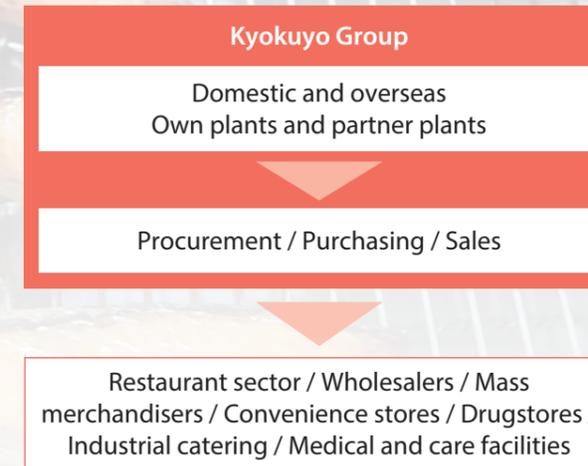 Kyokuyo Group
Domestic and overseas
Own plants and partner plants
Procurement / Purchasing / Sales
Restaurant sector / Wholesalers / Mass
merchandisers / Convenience stores / Drugstores
Industrial catering / Medical and care facilities